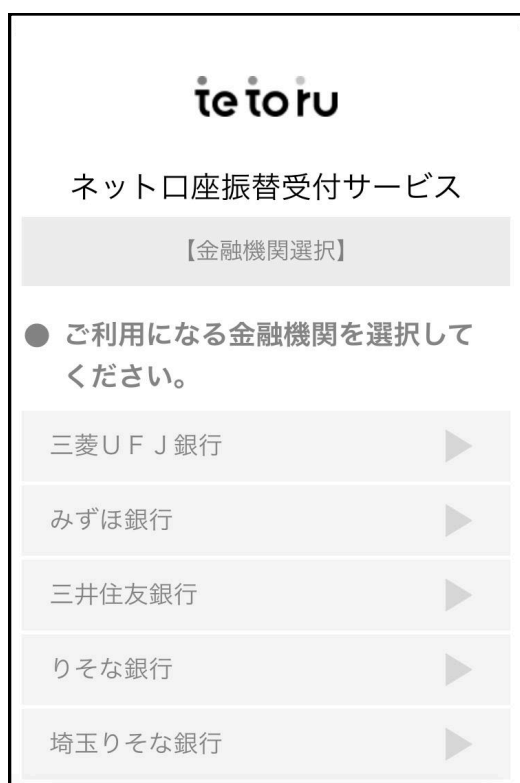 tetoru
ネット口座振替受付サービス
【金融機関選択】
● ご利用になる金融機関を選択して
ください。
三菱ＵＦＪ銀行
みずほ銀行
三井住友銀行
りそな銀行
埼玉りそな銀行